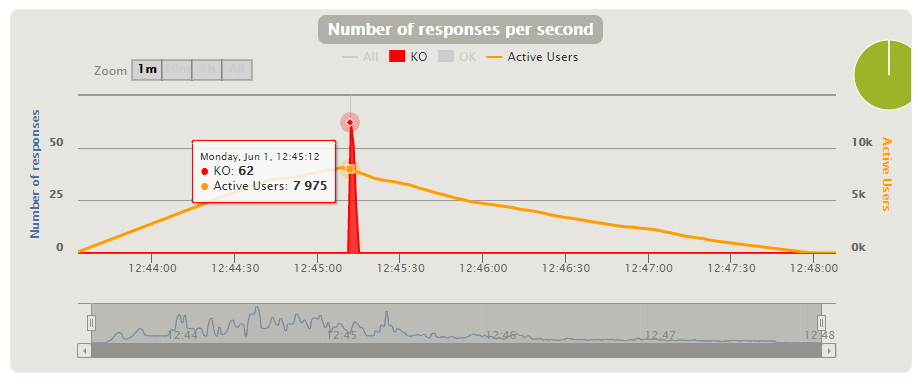 Number of responses per second
All KO OK Active Users
Zoom 1m 10m 1h All
Number of responses
50
25
0
Monday, Jun 1, 12:45:12
KO: 62
Active Users: 7 975
10k
5k
0k
Active Users
12:44:00 12:44:30 12:45:00 12:45:30 12:46:00 12:46:30 12:47:00 12:47:30 12:48:00
12:44 12:45 12:46 12:47 12:48